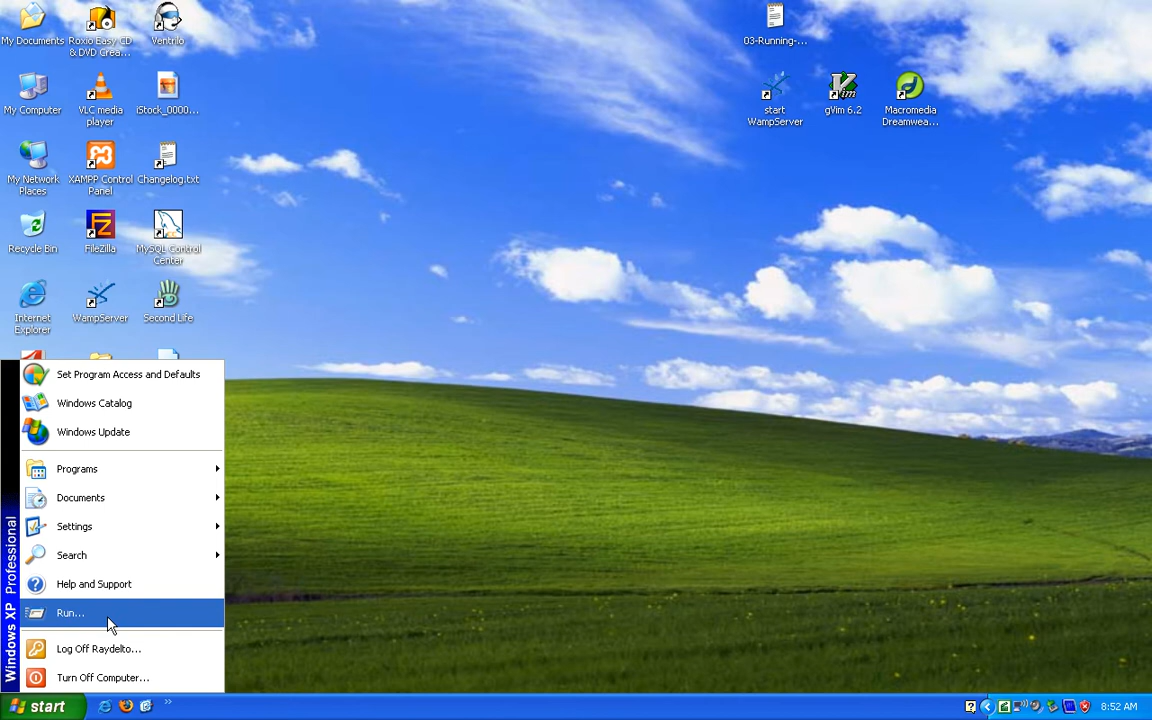 My Documents
Roxio Easy CD
& DVD Crea...
Ventrilo
03-Running-...
My Computer
VLC media
player
iStock_0000...
start
WampServer
gVim 6.2
Macromedia
Dreamwea...
My Network
Places
XAMPP Control
Panel
Changelog.txt
Recycle Bin
FileZilla
MySQL Control
Center
Internet
Explorer
WampServer
Second Life
Set Program Access and Defaults
Windows Catalog
Windows Update
Programs
Documents
Settings
Search
Help and Support
Run...
Log Off Raydelto...
Turn Off Computer...
Windows XP Professional
start
8:52 AM